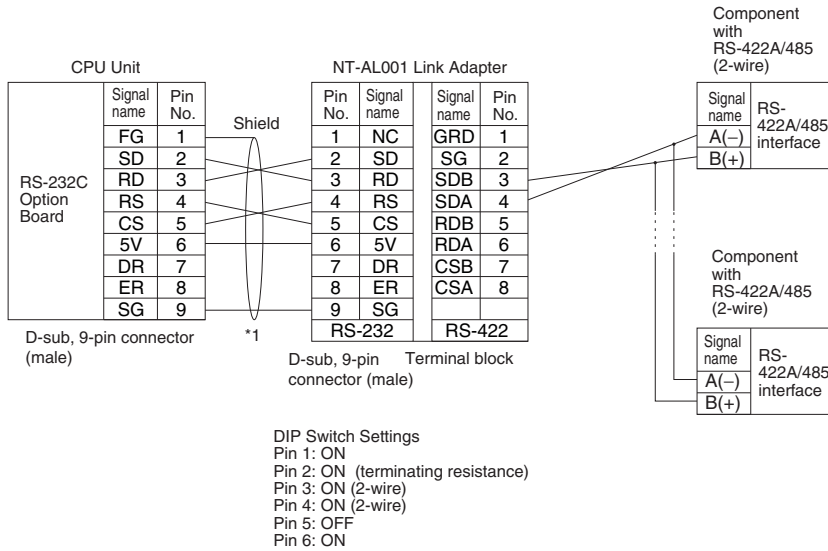 Component
with
RS-422A/485
(2-wire)
CPU Unit
NT-AL001 Link Adapter
Signal name Pin No.
FG 1
SD 2
RD 3
RS 4
CS 5
5V 6
DR 7
ER 8
SG 9
RS-232C
Option
Board
D-sub, 9-pin connector
(male)
Shield
*1
Pin No. Signal name
1 NC
2 SD
3 RD
4 RS
5 CS
6 5V
7 DR
8 ER
9 SG
RS-232
D-sub, 9-pin
connector (male)
Signal name Pin No.
GRD 1
SG 2
SDB 3
SDA 4
RDB 5
RDA 6
CSB 7
CSA 8
RS-422
Terminal block
Signal
name
A(−)
B(+)
RS-
422A/485
interface
Component
with
RS-422A/485
(2-wire)
Signal
name
A(−)
B(+)
RS-
422A/485
interface
DIP Switch Settings
Pin 1: ON
Pin 2: ON (terminating resistance)
Pin 3: ON (2-wire)
Pin 4: ON (2-wire)
Pin 5: OFF
Pin 6: ON